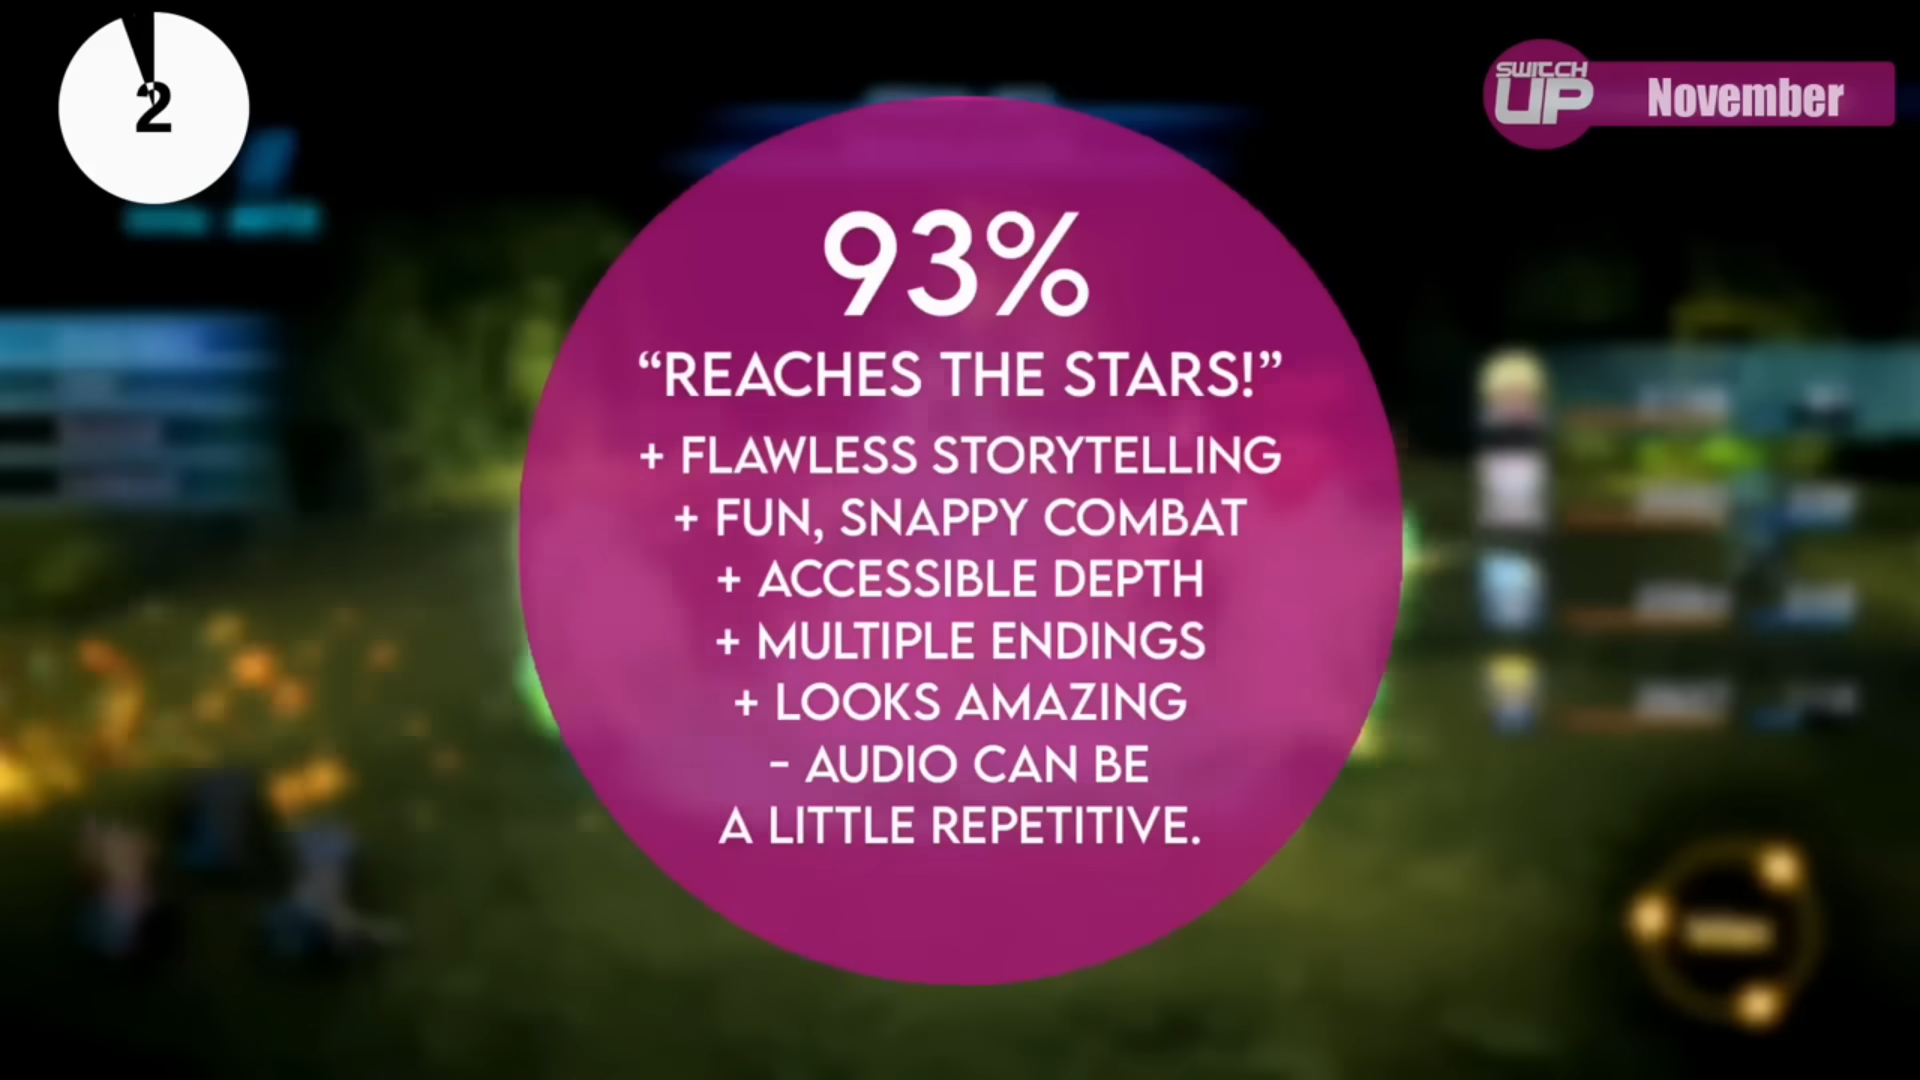 2
SWITCH
UP
November
93%
“REACHES THE STARS!”
+ FLAWLESS STORYTELLING
+ FUN, SNAPPY COMBAT
+ ACCESSIBLE DEPTH
+ MULTIPLE ENDINGS
+ LOOKS AMAZING
- AUDIO CAN BE
A LITTLE REPETITIVE.